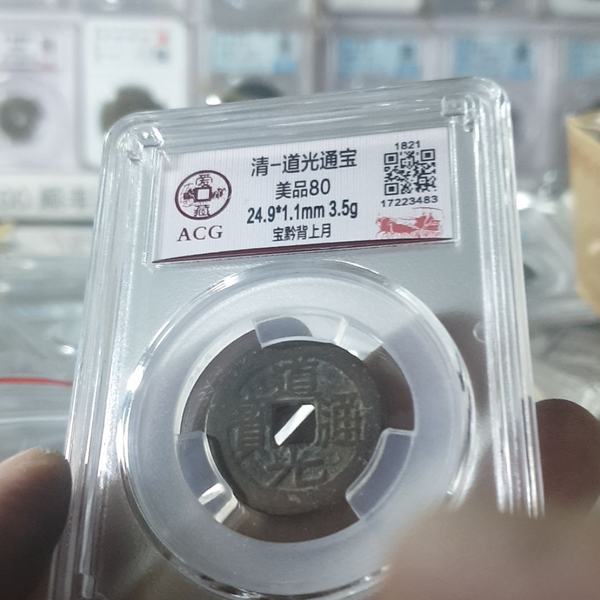 清-道光通宝
美品80
24.9*1.1mm 3.5g
宝黔背上月
1821
17223483
ACG
道光通寶